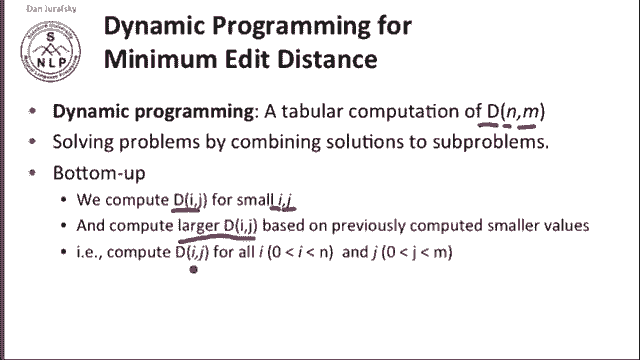 Dan Jurafsky
Dynamic Programming for
Minimum Edit Distance
S
NLP
• Dynamic programming: A tabular computation of D(n,m)
• Solving problems by combining solutions to subproblems.
• Bottom-up
• We compute D(i,j) for small i,j
• And compute larger D(i,j) based on previously computed smaller values
• i.e., compute D(i,j) for all i (0 < i < n) and j (0 < j < m)